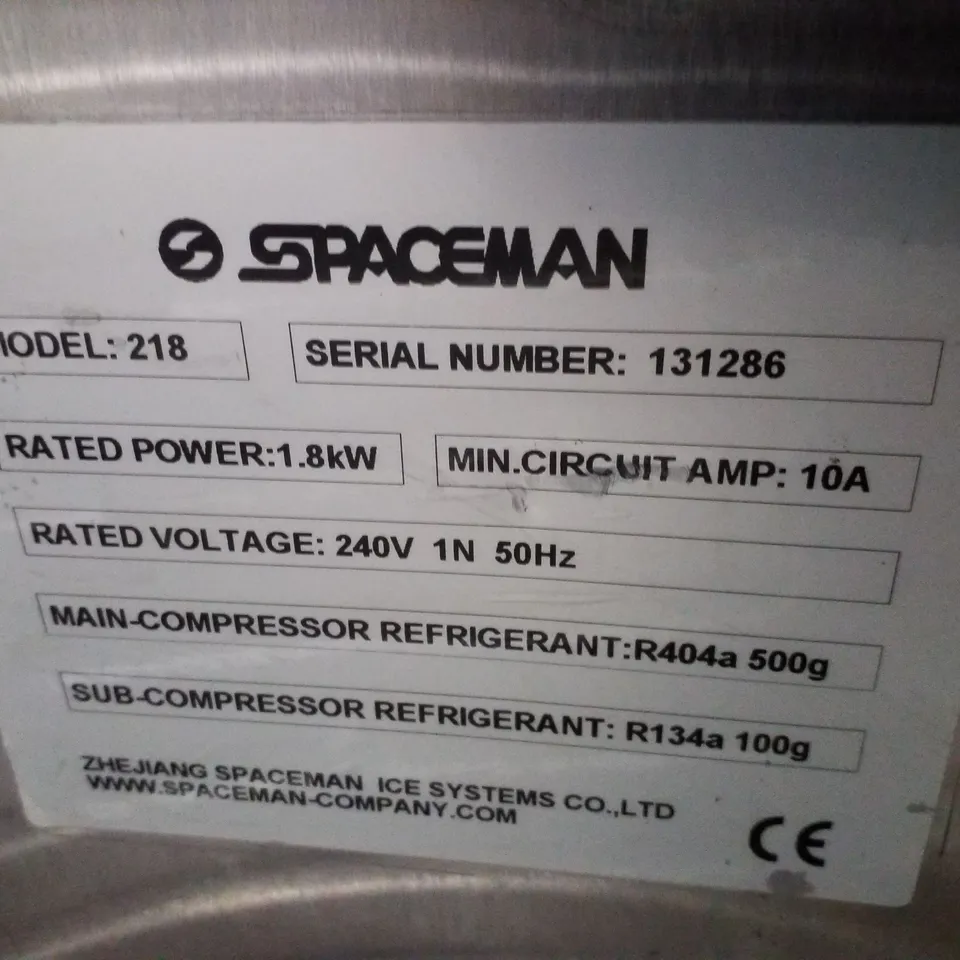 SPACEMAN
MODEL: 218 SERIAL NUMBER: 131286
RATED POWER:1.8kW MIN.CIRCUIT AMP: 10A
RATED VOLTAGE: 240V 1N 50Hz
MAIN-COMPRESSOR REFRIGERANT:R404a 500g
SUB-COMPRESSOR REFRIGERANT: R134a 100g
ZHEJIANG SPACEMAN ICE SYSTEMS CO.,LTD
WWW.SPACEMAN-COMPANY.COM
CE